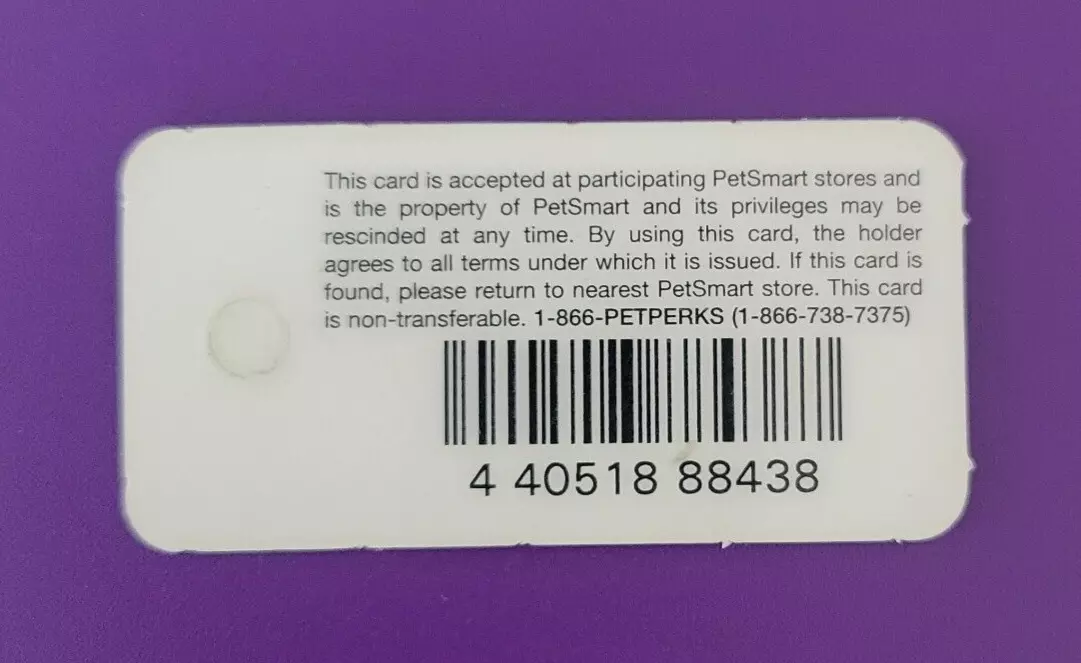 This card is accepted at participating PetSmart stores and
is the property of PetSmart and its privileges may be
rescinded at any time. By using this card, the holder
agrees to all terms under which it is issued. If this card is
found, please return to nearest PetSmart store. This card
is non-transferable. 1-866-PETPERKS (1-866-738-7375)
4 40518 88438